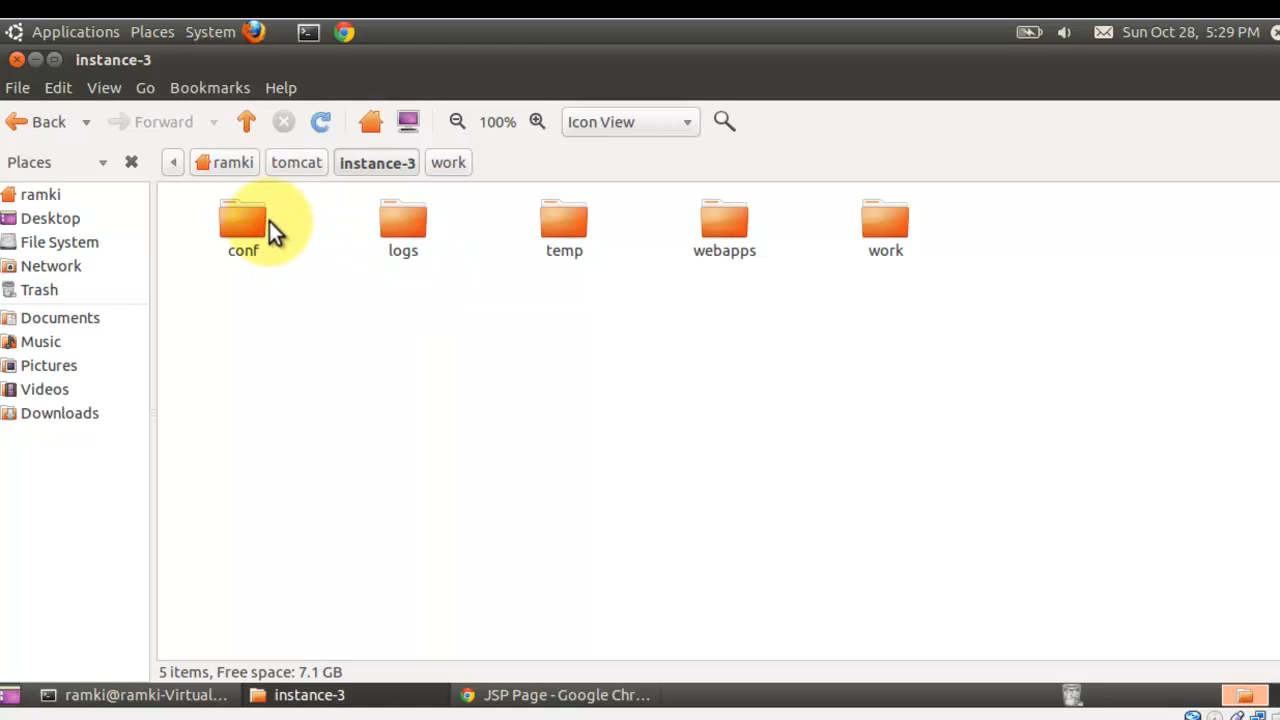 Applications Places System Sun Oct 28, 5:29 PM
instance-3
File Edit View Go Bookmarks Help
Back Forward 100% Icon View
Places ramki tomcat instance-3 work
ramki
Desktop
File System
Network
Trash
Documents
Music
Pictures
Videos
Downloads
conf logs temp webapps work
5 items, Free space: 7.1 GB
ramki@ramki-Virtual... instance-3 JSP Page - Google Chr...